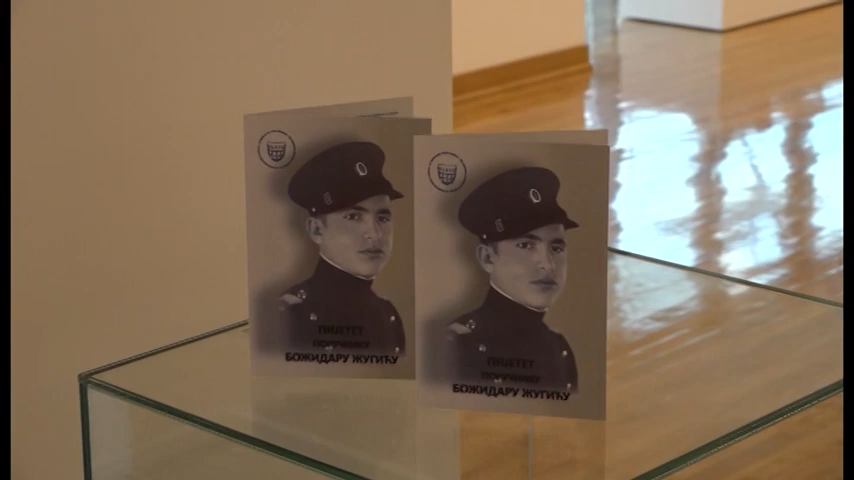 ПИЈЕТЕТ
ПОРУЧНИКУ
БОЖИДАРУ ЖУГИЋУ
ПИЈЕТЕТ
ПОРУЧНИКУ
БОЖИДАРУ ЖУГИЋУ